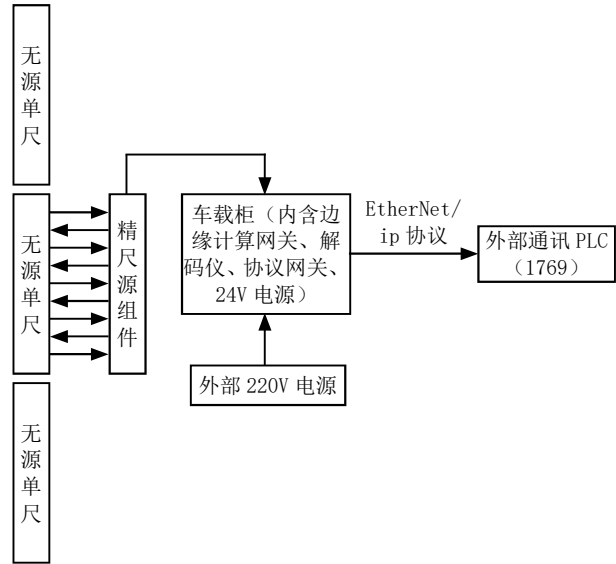 无源单尺
无源单尺
精尺源组件
车载柜（内含边
缘计算网关、解
码仪、协议网关、
24V 电源）
EtherNet/
ip 协议
外部通讯 PLC
（1769）
外部 220V 电源
无源单尺